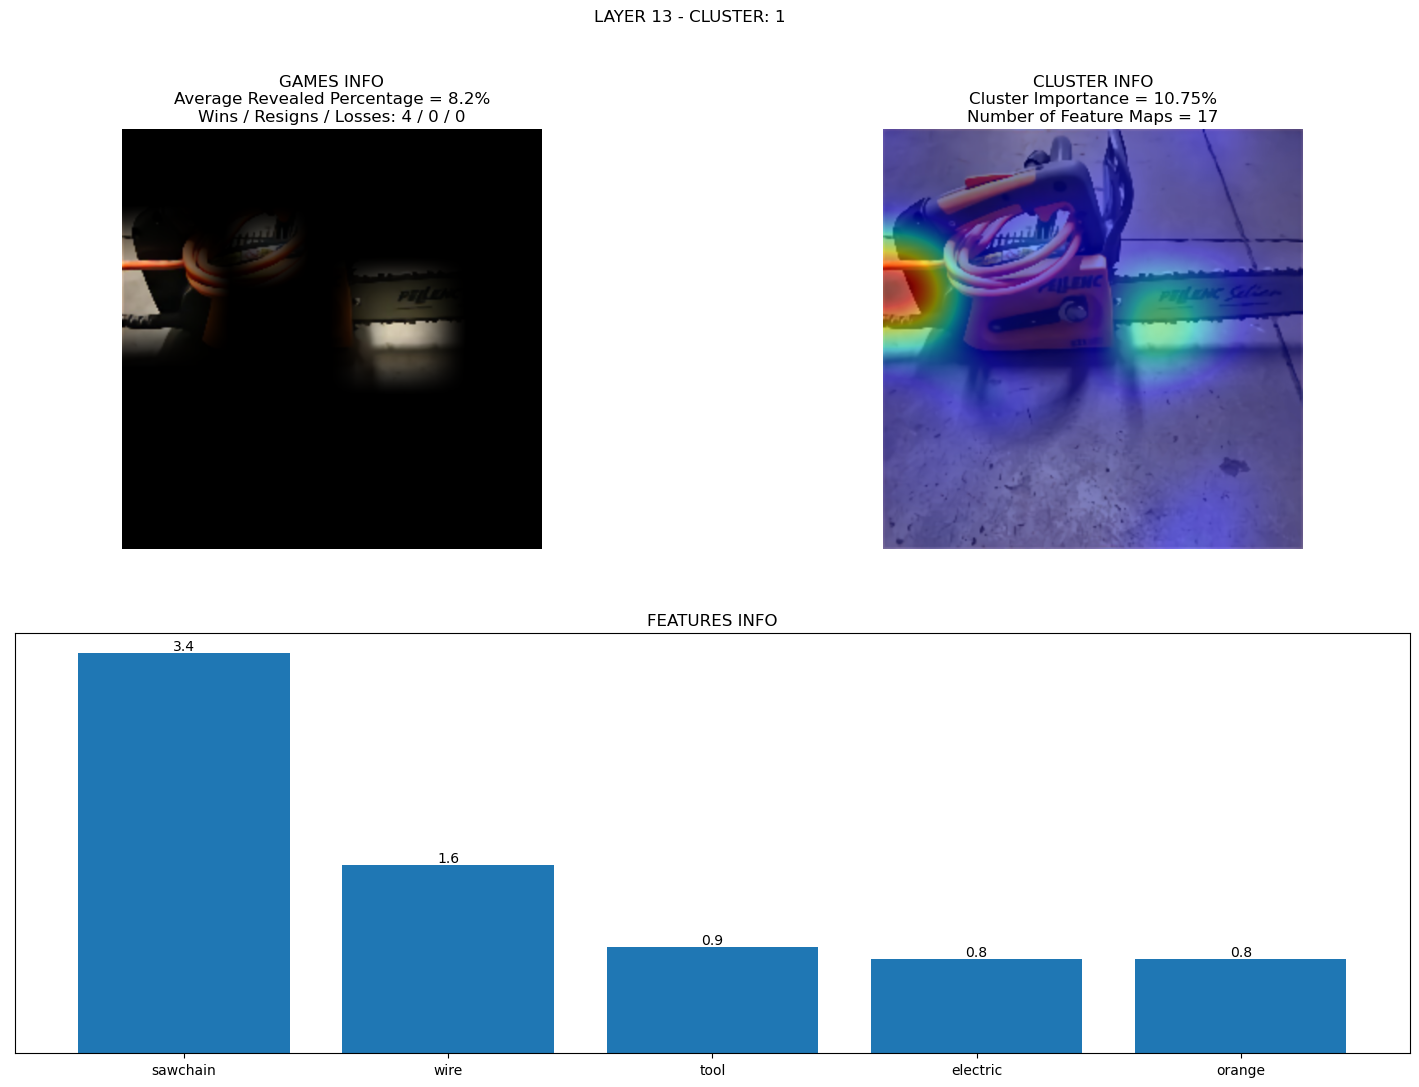 LAYER 13 - CLUSTER: 1
GAMES INFO
Average Revealed Percentage = 8.2%
Wins / Resigns / Losses: 4 / 0 / 0
CLUSTER INFO
Cluster Importance = 10.75%
Number of Feature Maps = 17
PELLENC
PELLENC
PELLENC Selion
FEATURES INFO
3.4
1.6
0.9
0.8
0.8
sawchain
wire
tool
electric
orange